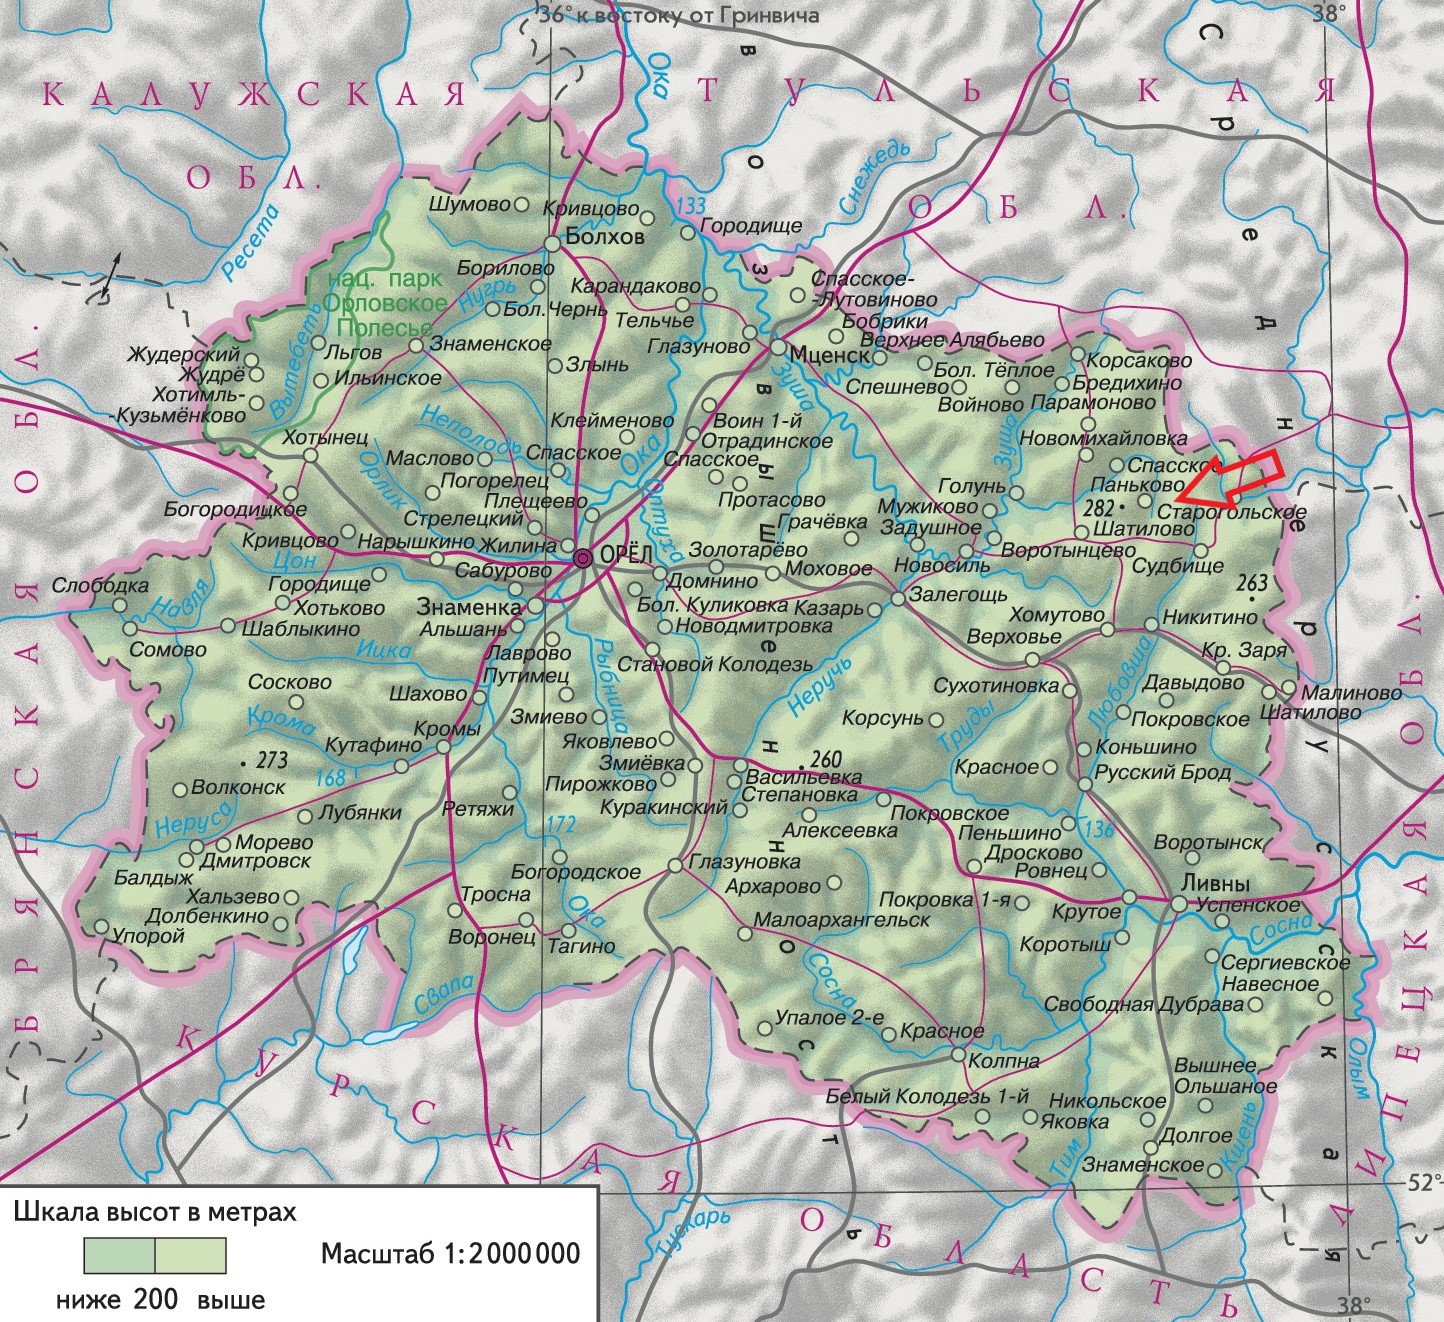 36° к востоку от Гринвича
38°
КАЛУЖСКАЯ
ОБЛ.
ТУЛЬСКАЯ
ОБЛ.
Ока
Снежедь
Ресета
133
Шумово
Кривцово
Городище
Болхов
нац. парк
Орловское
Полесье
Борилово
Нугрь
Карандаково
Спасское-
-Лутовиново
Бол.Чернь
Тельчье
Бобрики
Вытебеть
Жудерский
Льгов
Знаменское
Глазуново
Мценск
Верхнее Алябьево
Корсаково
Жудрё
Ильинское
Злынь
Зуша
Спешнево
Бол. Тёплое
Бредихино
Хотимль-
-Кузьмёнково
Войново
Парамоново
Неполодь
Клейменово
Воин 1-й
Отрадинское
Зуша
Новомихайловка
Хотынец
Орлик
Маслово
Спасское
Ока
Спасское
Спасское
Погорелец
Плещеево
Оптуха
Протасово
Голунь
Паньково
282
Старогольское
Богородицкое
Стрелецкий
Грачёвка
Мужиково
Задушное
Шатилово
Кривцово
Нарышкино
Жилина
ОРЁЛ
Золотарёво
Воротынцево
Судбище
Цон
Сабурово
Домнино
Моховое
Новосиль
263
Слободка
Навля
Городище
Хотьково
Знаменка
Бол. Куликовка
Казарь
Залегощь
Хомутово
Никитино
Сомово
Шаблыкино
Альшань
Новодмитровка
Верховье
Ицка
Лаврово
Рыбница
Становой Колодезь
Кр. Заря
Путимец
Неручь
Любовша
Сосково
Шахово
Сухотиновка
Давыдово
Малиново
Шатилово
Крома
Змиево
Корсунь
Труды
Покровское
Кромы
Кутафино
Яковлево
Коньшино
273
168
Змиёвка
260
Волконск
Пирожково
Васильевка
Красное
Русский Брод
Ретяжи
Куракинский
Степановка
Неруса
Лубянки
172
Алексеевка
Покровское
Пеньшино
136
Морево
Дмитровск
Дросково
Воротынск
Балдыж
Богородское
Глазуновка
Ровнец
Хальзево
Тросна
Архарово
Ливны
Долбенкино
Ока
Покровка 1-я
Крутое
Успенское
Упорой
Воронец
Тагино
Малоархангельск
Коротыш
Сосна
Сосна
Сергиевское
Навесное
Свапа
Свободная Дубрава
Упалое 2-е
Красное
Колпна
Олым
Вышнее
Ольшаное
Белый Колодезь 1-й
Никольское
Яковка
Долгое
Кшень
Знаменское
Тим
52°
Тускарь
38°
БРЯНСКАЯ ОБЛ.
КУРСКАЯ ОБЛАСТЬ
ЛИПЕЦКАЯ ОБЛ.
Среднерусская
возвышенность
Шкала высот в метрах
Масштаб 1:2 000 000
ниже 200 выше